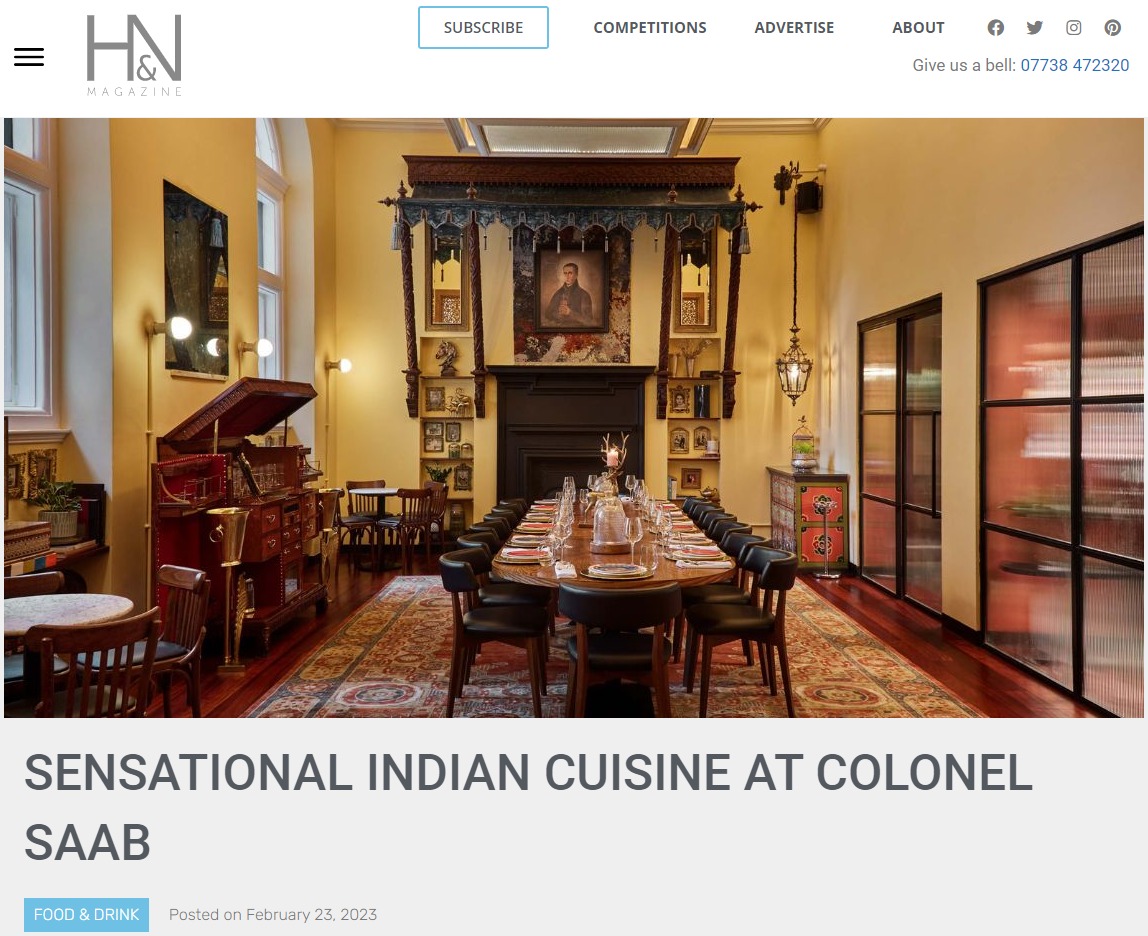 SUBSCRIBE
COMPETITIONS
ADVERTISE
ABOUT
H&N
MAGAZINE
Give us a bell: 07738 472320
SENSATIONAL INDIAN CUISINE AT COLONEL
SAAB
FOOD & DRINK
Posted on February 23, 2023